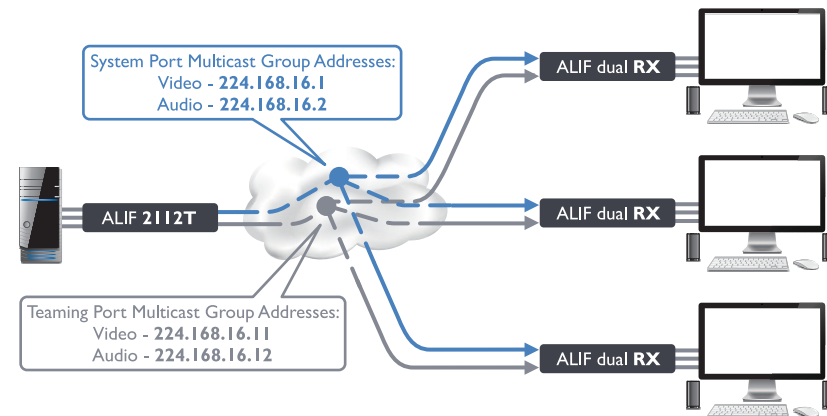 System Port Multicast Group Addresses:
Video - 224.168.16.1
Audio - 224.168.16.2
ALIF dual RX
ALIF 2112T
ALIF dual RX
Teaming Port Multicast Group Addresses:
Video - 224.168.16.11
Audio - 224.168.16.12
ALIF dual RX